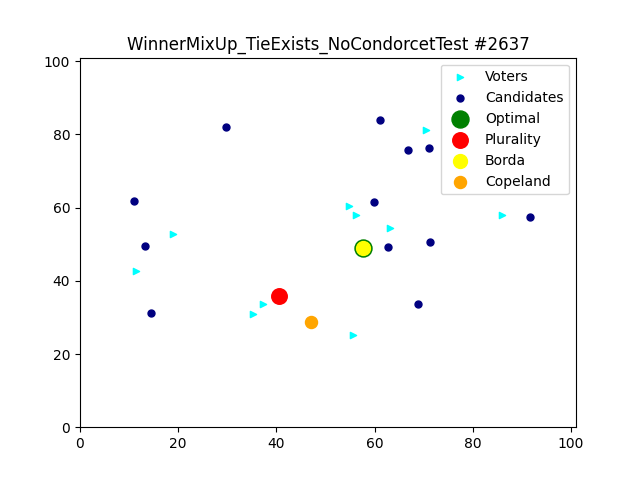 WinnerMixUp_TieExists_NoCondorcetTest #2637
Voters
Candidates
Optimal
Plurality
Borda
Copeland
100
80
60
40
20
0
0 20 40 60 80 100